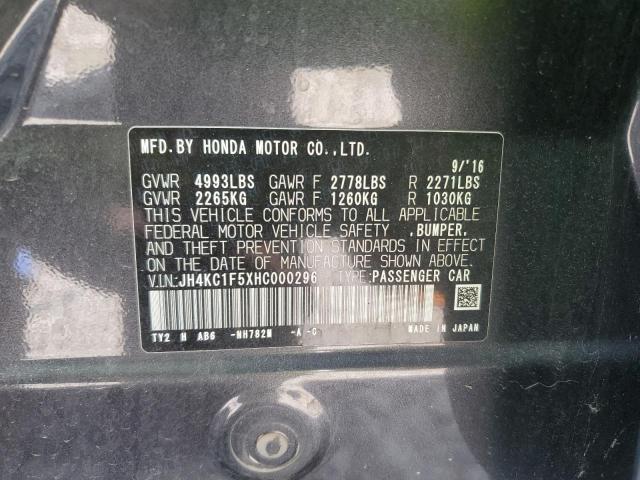 MFD.BY HONDA MOTOR CO.,LTD.
9/'16
GVWR 4993LBS GAWR F 2778LBS R 2271LBS
GVWR 2265KG GAWR F 1260KG R 1030KG
THIS VEHICLE CONFORMS TO ALL APPLICABLE
FEDERAL MOTOR VEHICLE SAFETY ,BUMPER,
AND THEFT PREVENTION STANDARDS IN EFFECT
ON THE DATE OF MANUFACTURE SHOWN ABOVE.
V.I.N:JH4KC1F5XHC000296 TYPE:PASSENGER CAR
TY2 H AB6 -NH782M -A -C MADE IN JAPAN